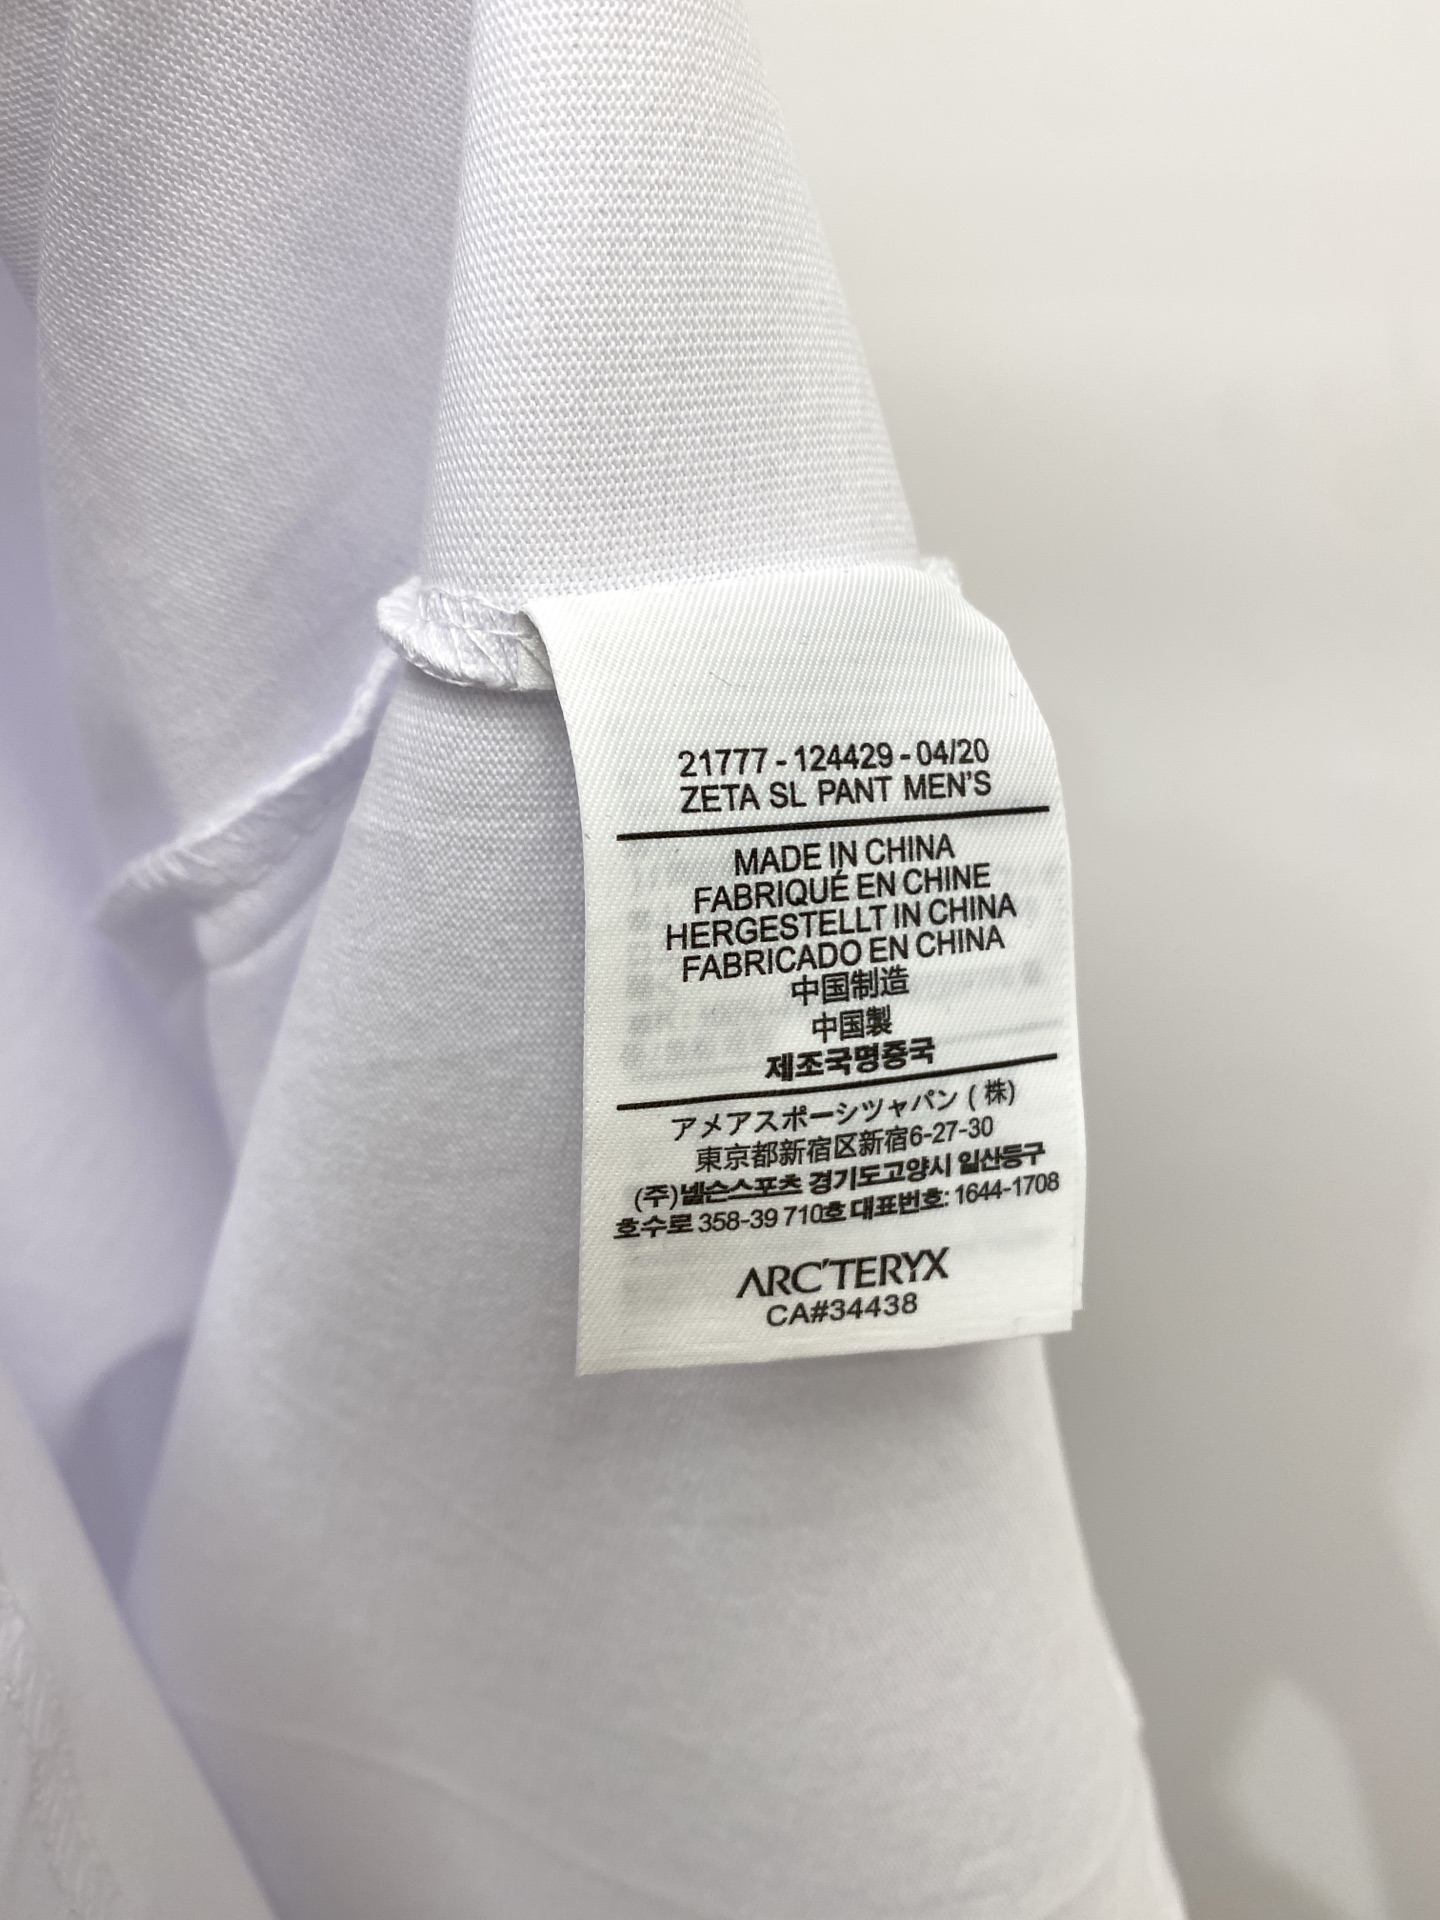 21777 - 124429 - 04/20
ZETA SL PANT MEN'S
MADE IN CHINA
FABRIQUÉ EN CHINE
HERGESTELLT IN CHINA
FABRICADO EN CHINA
中国制造
中国製
제조국명중국
アメアスポーシツャパン (株)
東京都新宿区新宿6-27-30
(주)넬슨스포츠 경기도고양시 일산동구
호수로 358-39 710호 대표번호: 1644-1708
ARC'TERYX
CA#34438